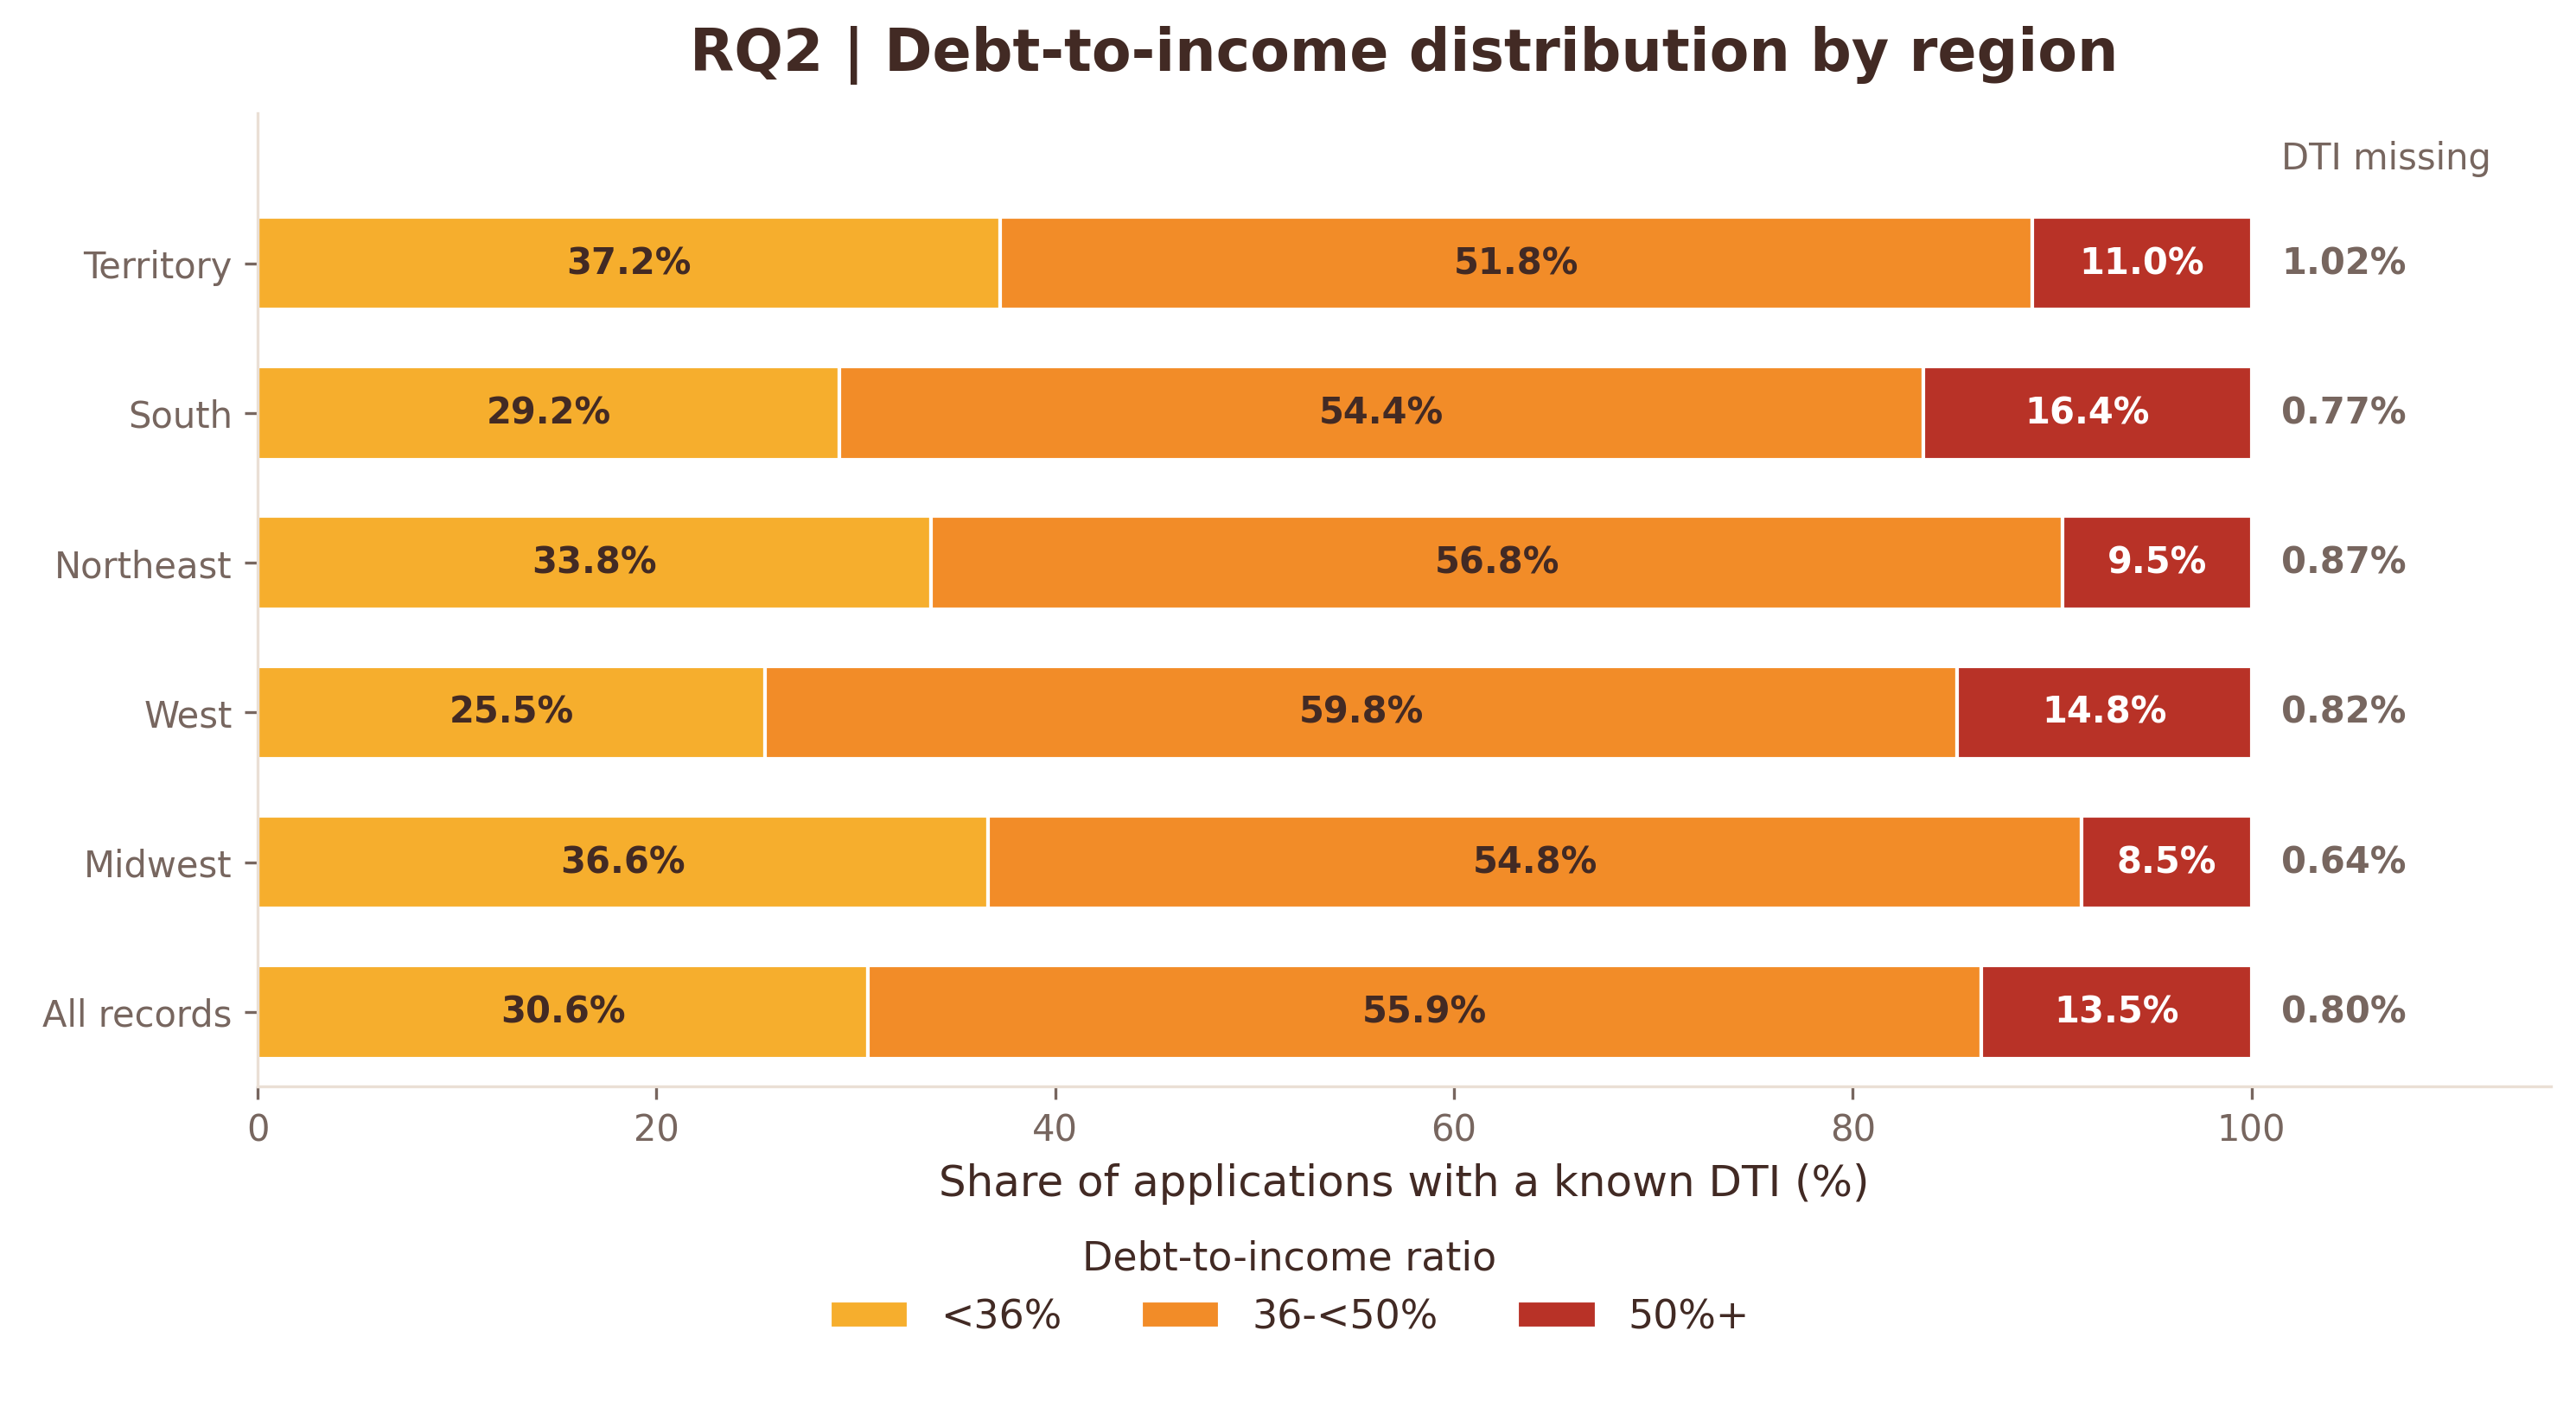 RQ2 | Debt-to-income distribution by region
DTI missing
Territory 37.2% 51.8% 11.0% 1.02%
South 29.2% 54.4% 16.4% 0.77%
Northeast 33.8% 56.8% 9.5% 0.87%
West 25.5% 59.8% 14.8% 0.82%
Midwest 36.6% 54.8% 8.5% 0.64%
All records 30.6% 55.9% 13.5% 0.80%
0 20 40 60 80 100
Share of applications with a known DTI (%)
Debt-to-income ratio
<36% 36-<50% 50%+